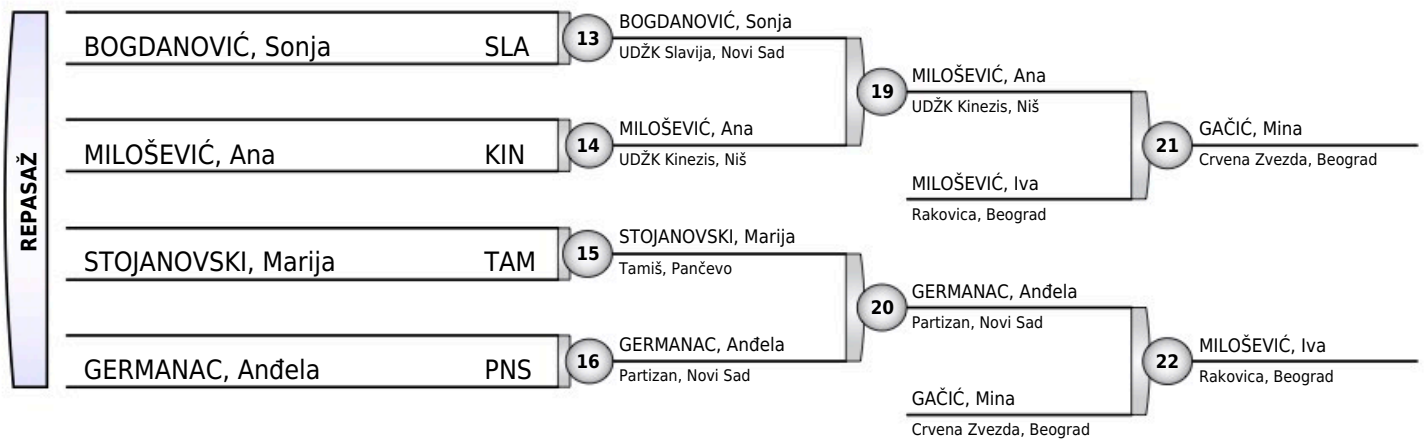 REPASAŽ
BOGDANOVIĆ, Sonja SLA
MILOŠEVIĆ, Ana KIN
STOJANOVSKI, Marija TAM
GERMANAC, Anđela PNS
13
BOGDANOVIĆ, Sonja
UDŽK Slavija, Novi Sad
14
MILOŠEVIĆ, Ana
UDŽK Kinezis, Niš
15
STOJANOVSKI, Marija
Tamiš, Pančevo
16
GERMANAC, Anđela
Partizan, Novi Sad
19
MILOŠEVIĆ, Ana
UDŽK Kinezis, Niš
MILOŠEVIĆ, Iva
Rakovica, Beograd
20
GERMANAC, Anđela
Partizan, Novi Sad
GAČIĆ, Mina
Crvena Zvezda, Beograd
21
GAČIĆ, Mina
Crvena Zvezda, Beograd
22
MILOŠEVIĆ, Iva
Rakovica, Beograd